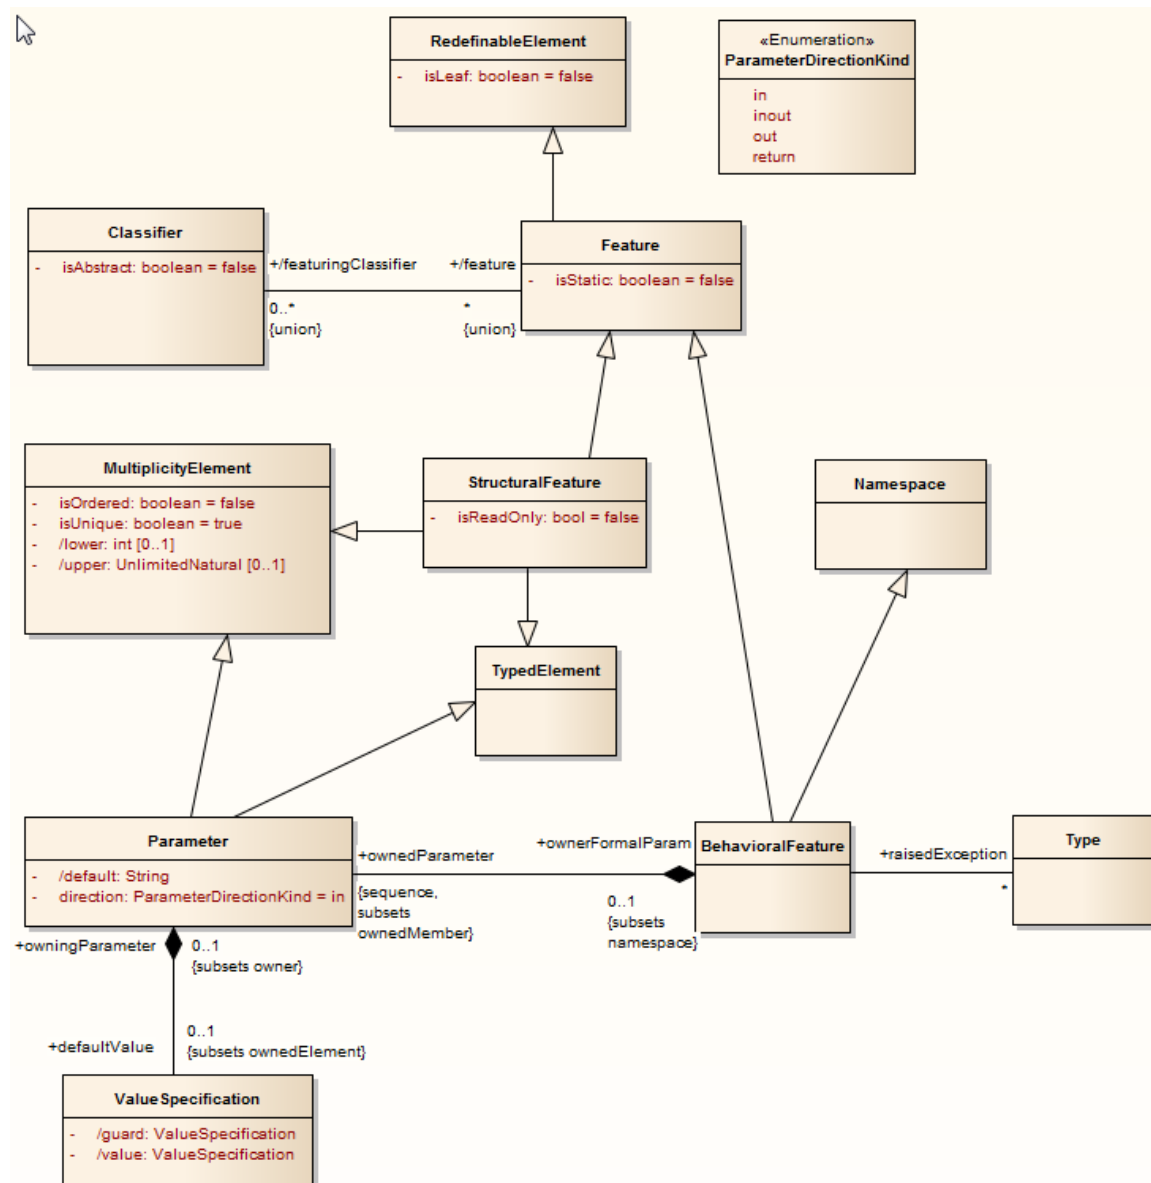 RedefinableElement
- isLeaf: boolean = false
«Enumeration»
ParameterDirectionKind
in
inout
out
return
Classifier
- isAbstract: boolean = false
+/featuringClassifier
0..*
{union}
+/feature
*
{union}
Feature
- isStatic: boolean = false
MultiplicityElement
- isOrdered: boolean = false
- isUnique: boolean = true
- /lower: int [0..1]
- /upper: UnlimitedNatural [0..1]
StructuralFeature
- isReadOnly: bool = false
Namespace
TypedElement
Parameter
- /default: String
- direction: ParameterDirectionKind = in
+ownedParameter
{sequence,
subsets
ownedMember}
+ownerFormalParam
0..1
{subsets
namespace}
BehavioralFeature
+raisedException
*
Type
+owningParameter
0..1
{subsets owner}
0..1
+defaultValue
{subsets ownedElement}
ValueSpecification
- /guard: ValueSpecification
- /value: ValueSpecification